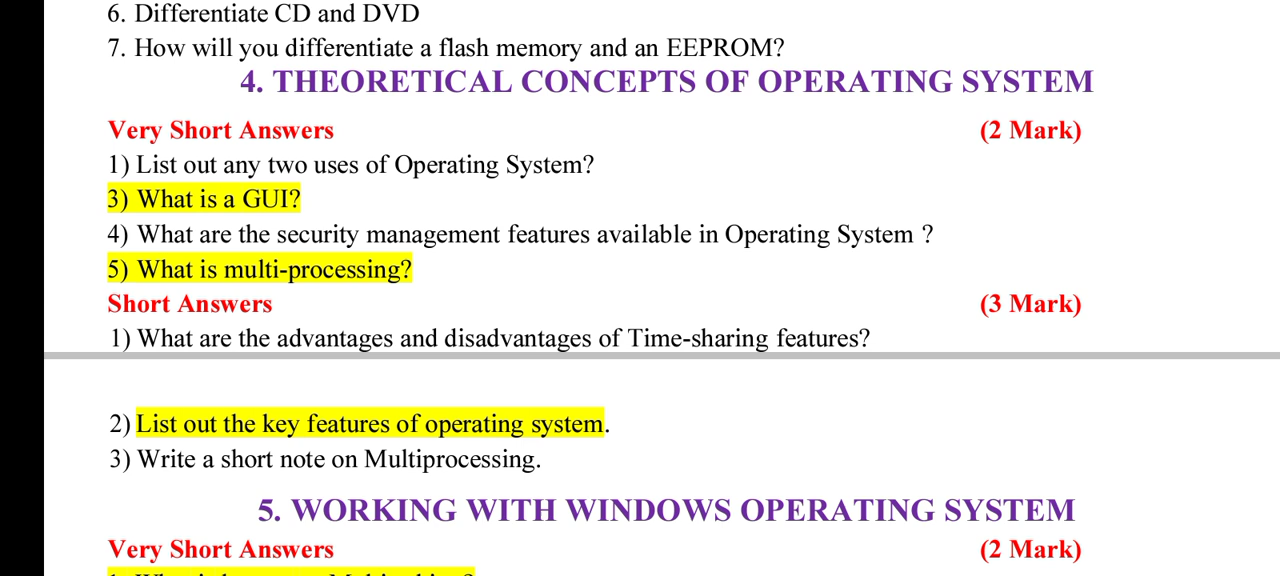 6. Differentiate CD and DVD
7. How will you differentiate a flash memory and an EEPROM?
4. THEORETICAL CONCEPTS OF OPERATING SYSTEM
Very Short Answers (2 Mark)
1) List out any two uses of Operating System?
3) What is a GUI?
4) What are the security management features available in Operating System ?
5) What is multi-processing?
Short Answers (3 Mark)
1) What are the advantages and disadvantages of Time-sharing features?
2) List out the key features of operating system.
3) Write a short note on Multiprocessing.
5. WORKING WITH WINDOWS OPERATING SYSTEM
Very Short Answers (2 Mark)